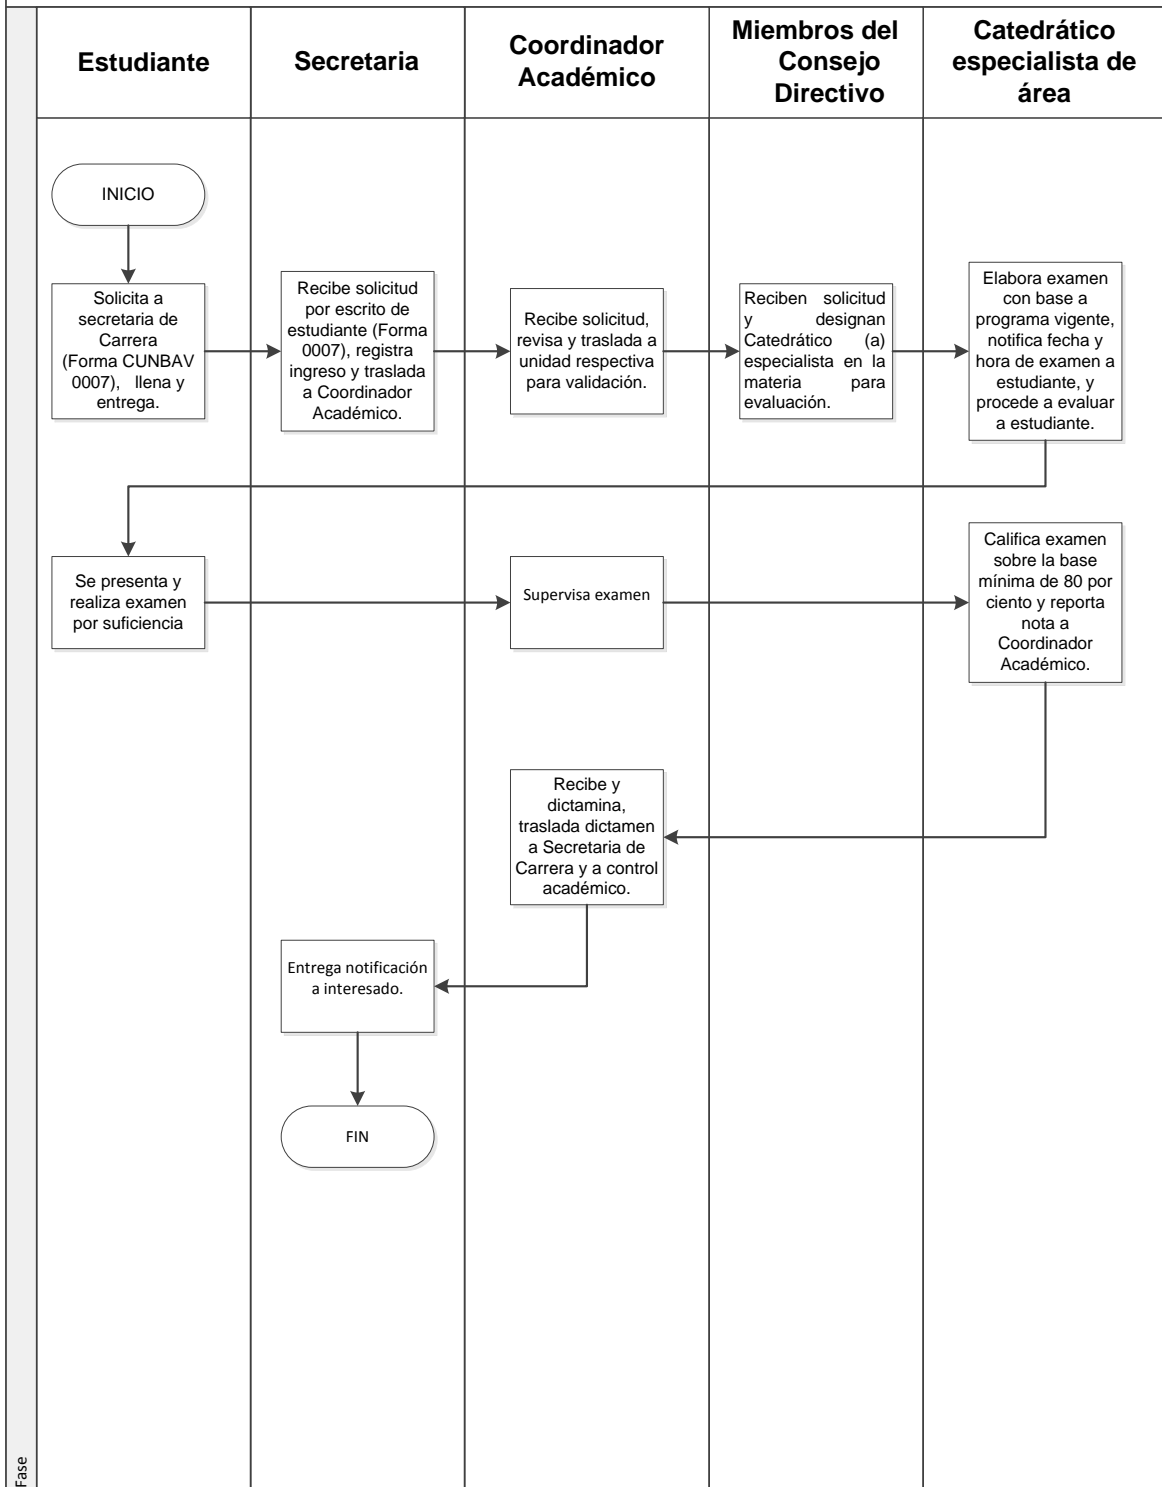 Estudiante
Secretaria
Coordinador
Académico
Miembros del
Consejo
Directivo
Catedrático
especialista de
área
INICIO
Solicita a
secretaria de
Carrera
(Forma CUNBAV
0007), llena y
entrega.
Recibe solicitud
por escrito de
estudiante (Forma
0007), registra
ingreso y traslada
a Coordinador
Académico.
Recibe solicitud,
revisa y traslada a
unidad respectiva
para validación.
Reciben solicitud
y designan
Catedrático (a)
especialista en la
materia para
evaluación.
Elabora examen
con base a
programa vigente,
notifica fecha y
hora de examen a
estudiante, y
procede a evaluar
a estudiante.
Se presenta y
realiza examen
por suficiencia
Supervisa examen
Califica examen
sobre la base
mínima de 80 por
ciento y reporta
nota a
Coordinador
Académico.
Recibe y
dictamina,
traslada dictamen
a Secretaria de
Carrera y a control
académico.
Entrega notificación
a interesado.
FIN
Fase